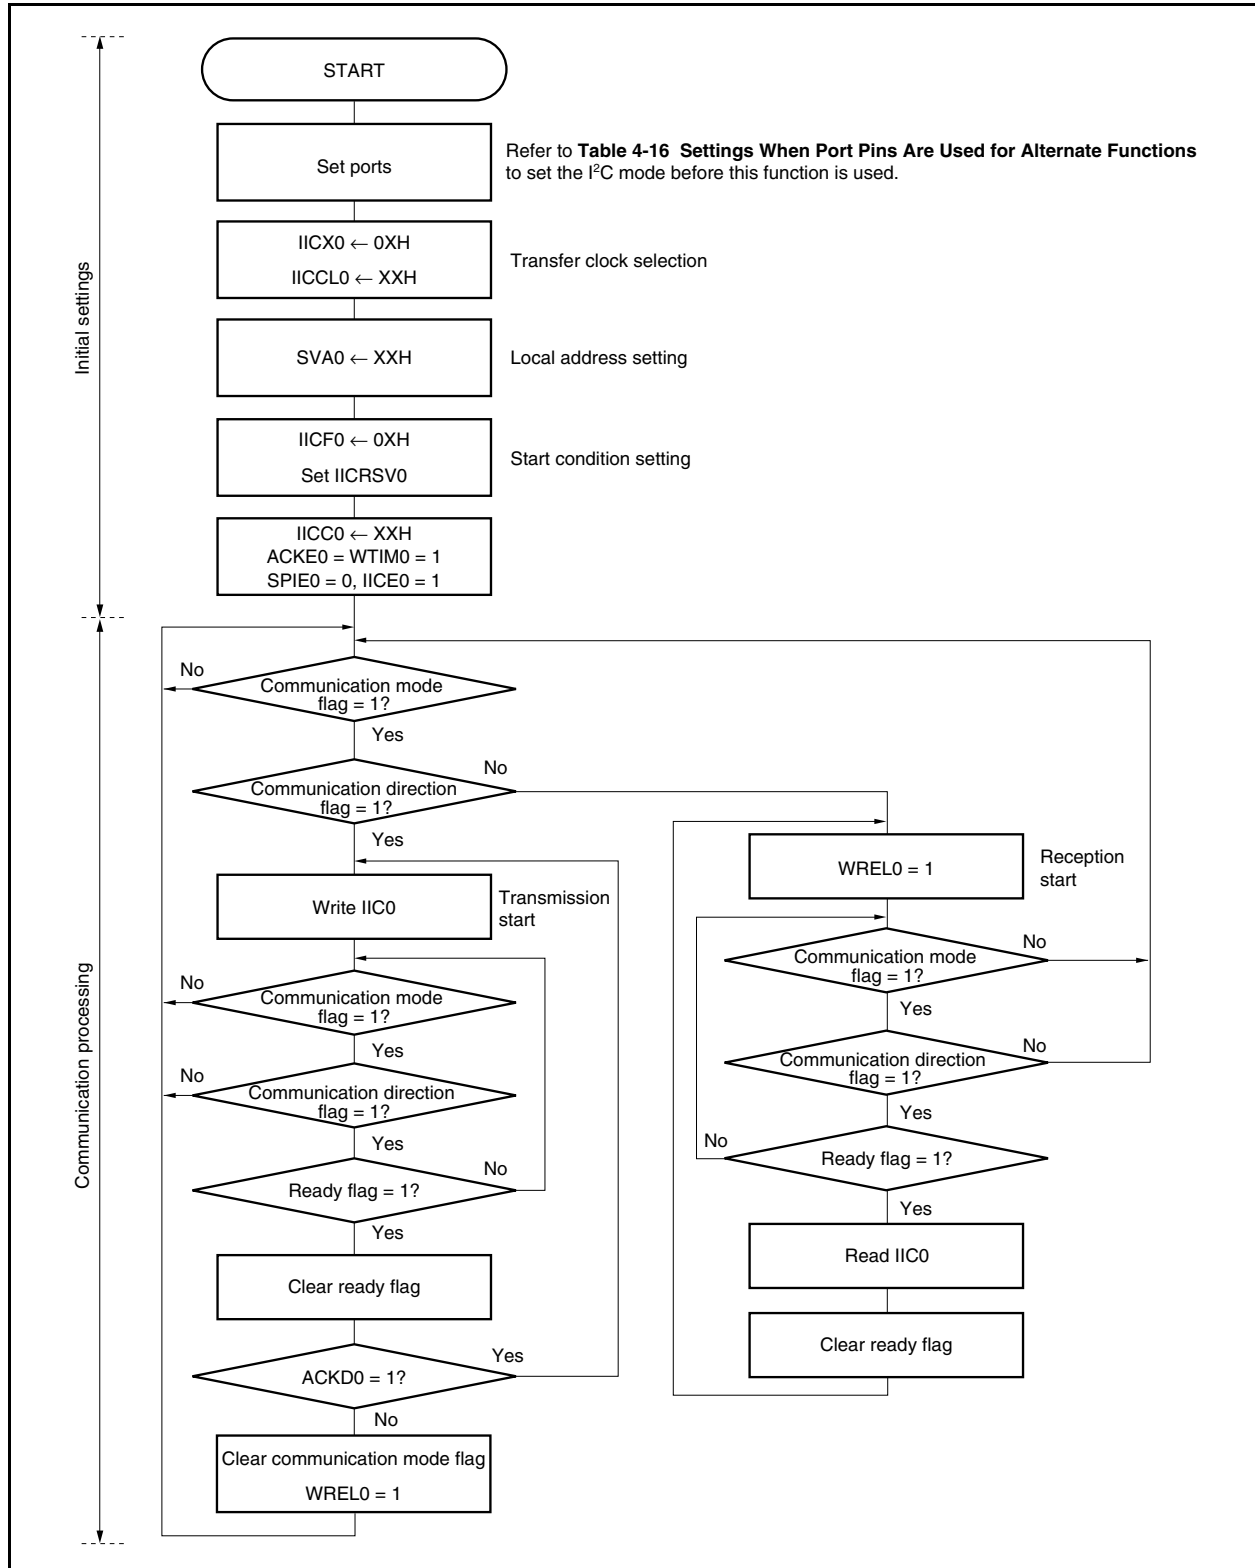 START
Set ports
Refer to Table 4-16 Settings When Port Pins Are Used for Alternate Functions
to set the I²C mode before this function is used.
IICX0 ← 0XH
IICCL0 ← XXH
Transfer clock selection
SVA0 ← XXH
Local address setting
IICF0 ← 0XH
Set IICRSV0
Start condition setting
IICC0 ← XXH
ACKE0 = WTIM0 = 1
SPIE0 = 0, IICE0 = 1
Initial settings
Communication processing
No
Communication mode
flag = 1?
Yes
No
Communication direction
flag = 1?
Yes
Write IIC0
Transmission
start
No
Communication mode
flag = 1?
Yes
No
Communication direction
flag = 1?
Yes
No
Ready flag = 1?
Yes
Clear ready flag
Yes
ACKD0 = 1?
No
Clear communication mode flag
WREL0 = 1
WREL0 = 1
Reception
start
No
Communication mode
flag = 1?
Yes
No
Communication direction
flag = 1?
Yes
No
Ready flag = 1?
Yes
Read IIC0
Clear ready flag